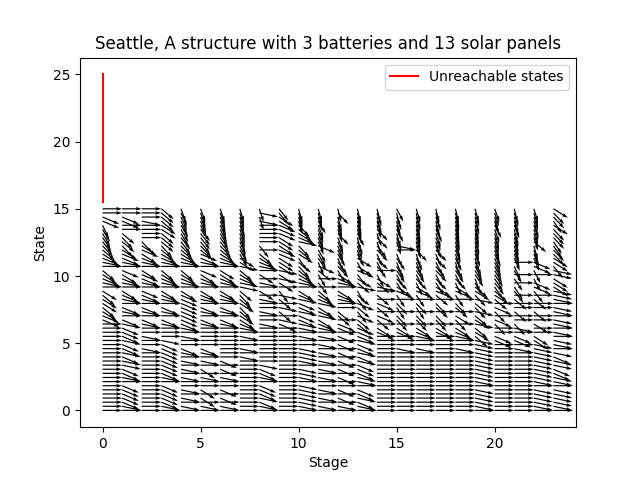 Seattle, A structure with 3 batteries and 13 solar panels
Unreachable states
25
20
15
10
5
0
State
0 5 10 15 20
Stage